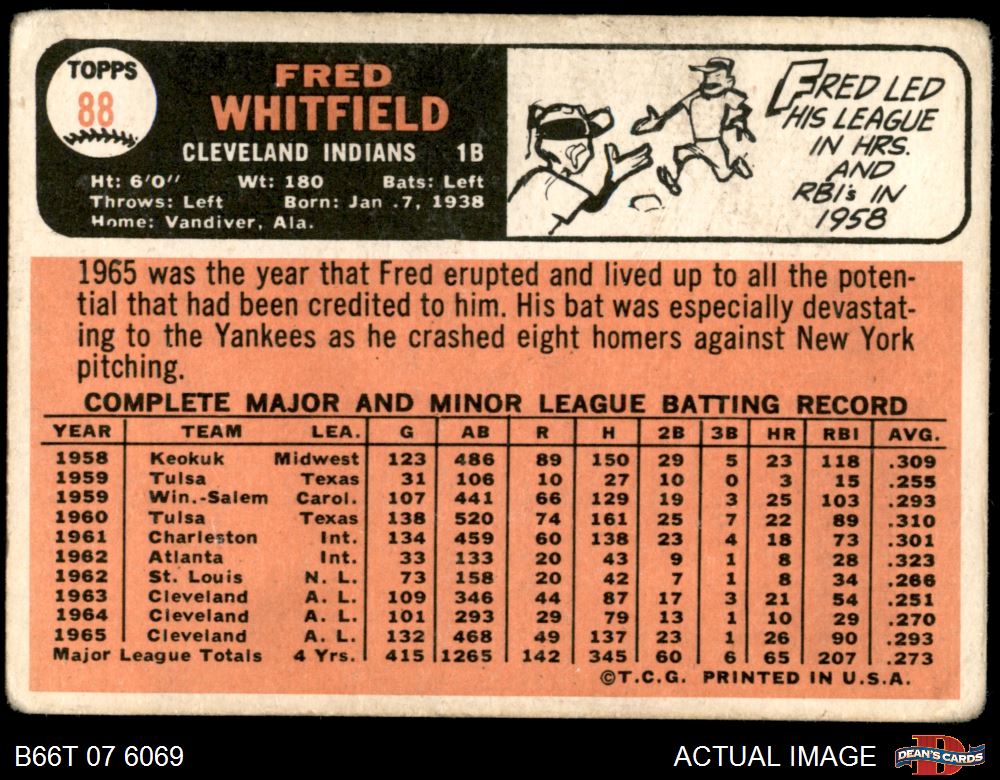 TOPPS
88
FRED
WHITFIELD
CLEVELAND INDIANS 1B
Ht: 6'0" Wt: 180 Bats: Left
Throws: Left Born: Jan .7, 1938
Home: Vandiver, Ala.
FRED LED
HIS LEAGUE
IN HRS.
AND
RBI's IN
1958
1965 was the year that Fred erupted and lived up to all the poten-
tial that had been credited to him. His bat was especially devastat-
ing to the Yankees as he crashed eight homers against New York
pitching.
COMPLETE MAJOR AND MINOR LEAGUE BATTING RECORD
YEAR TEAM LEA. G AB R H 2B 3B HR RBI AVG.
1958 Keokuk Midwest 123 486 89 150 29 5 23 118 .309
1959 Tulsa Texas 31 106 10 27 10 0 3 15 .255
1959 Win.-Salem Carol. 107 441 66 129 19 3 25 103 .293
1960 Tulsa Texas 138 520 74 161 25 7 22 89 .310
1961 Charleston Int. 134 459 60 138 23 4 18 73 .301
1962 Atlanta Int. 33 133 20 43 9 1 8 28 .323
1962 St. Louis N. L. 73 158 20 42 7 1 8 34 .266
1963 Cleveland A. L. 109 346 44 87 17 3 21 54 .251
1964 Cleveland A. L. 101 293 29 79 13 1 10 29 .270
1965 Cleveland A. L. 132 468 49 137 23 1 26 90 .293
Major League Totals 4 Yrs. 415 1265 142 345 60 6 65 207 .273
©T.C.G. PRINTED IN U.S.A.
B66T 07 6069
ACTUAL IMAGE
DEAN'S CARDS